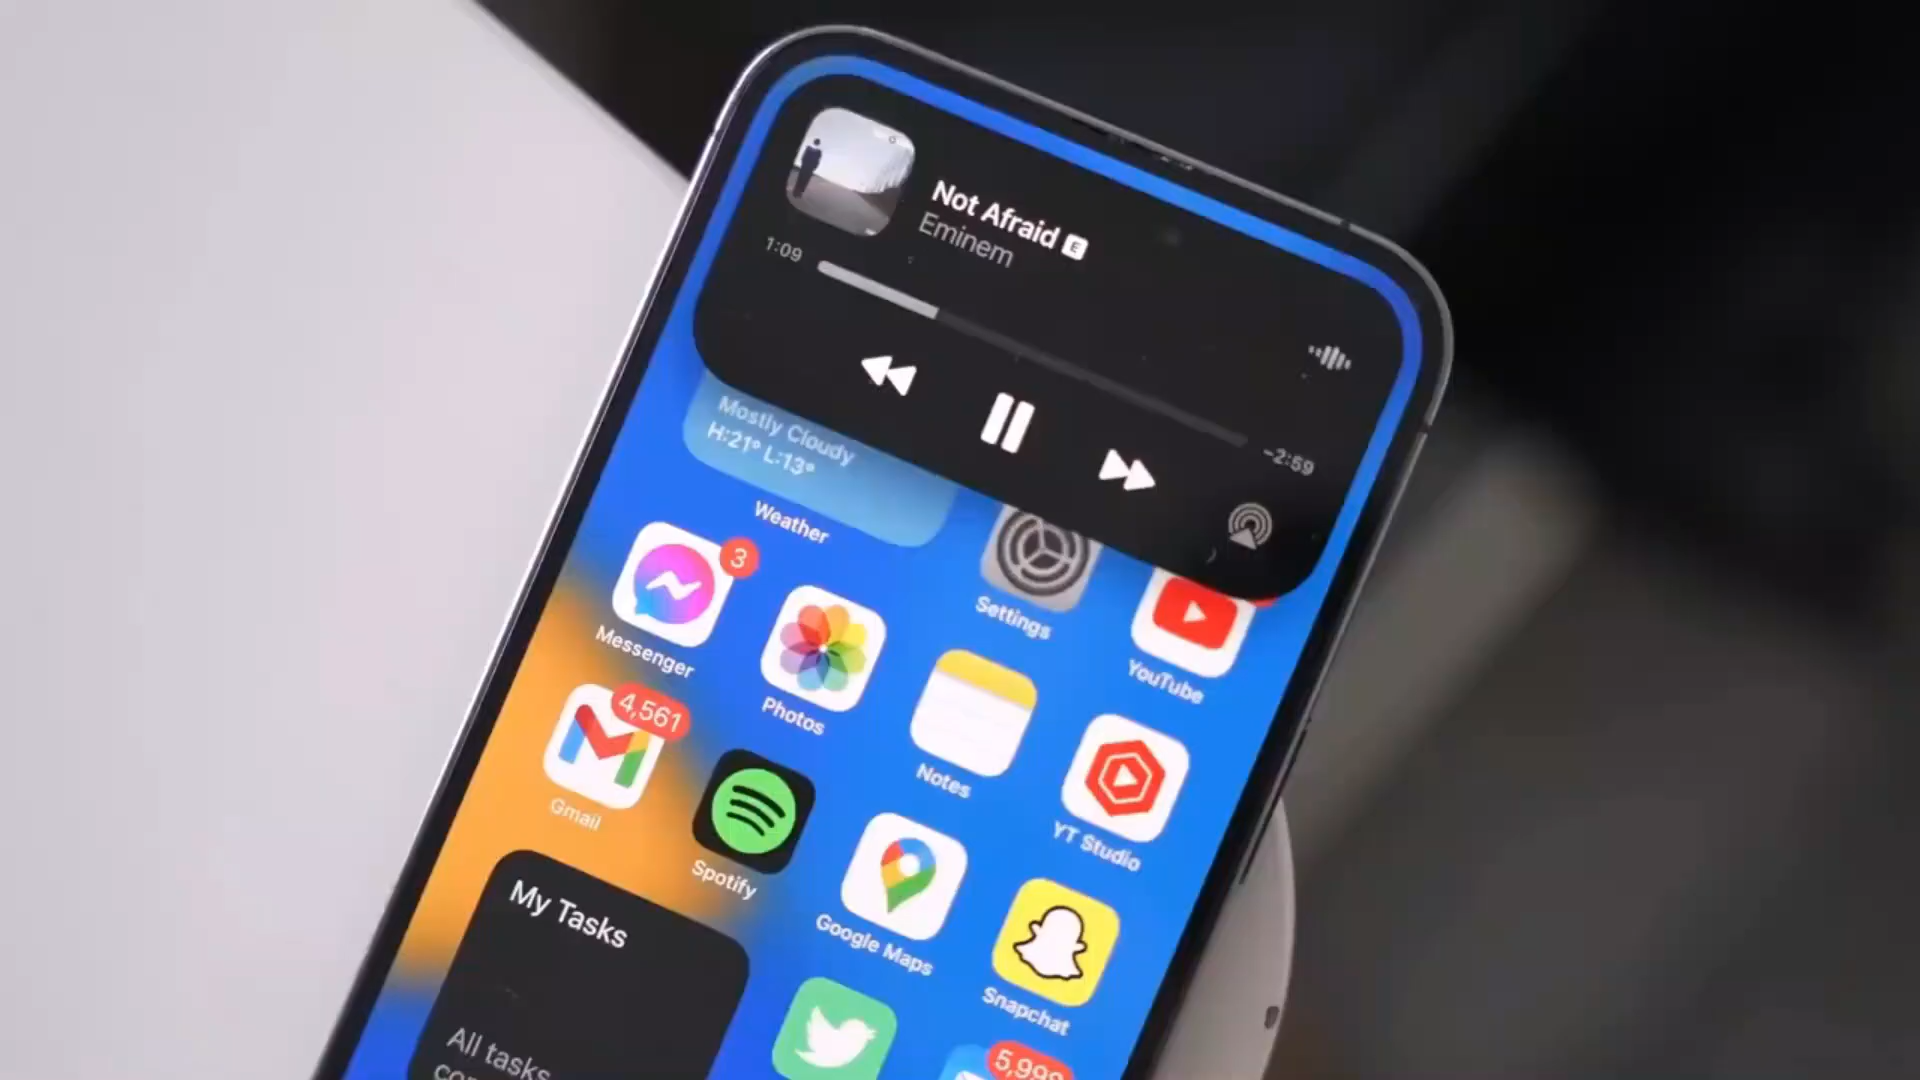 Not Afraid E
Eminem
1:09
-2:59
Mostly Cloudy
H:21° L:13°
Weather
Settings
YouTube
3
Messenger
Photos
Notes
YT Studio
4,561
Gmail
Spotify
Google Maps
Snapchat
My Tasks
All tasks
5,999